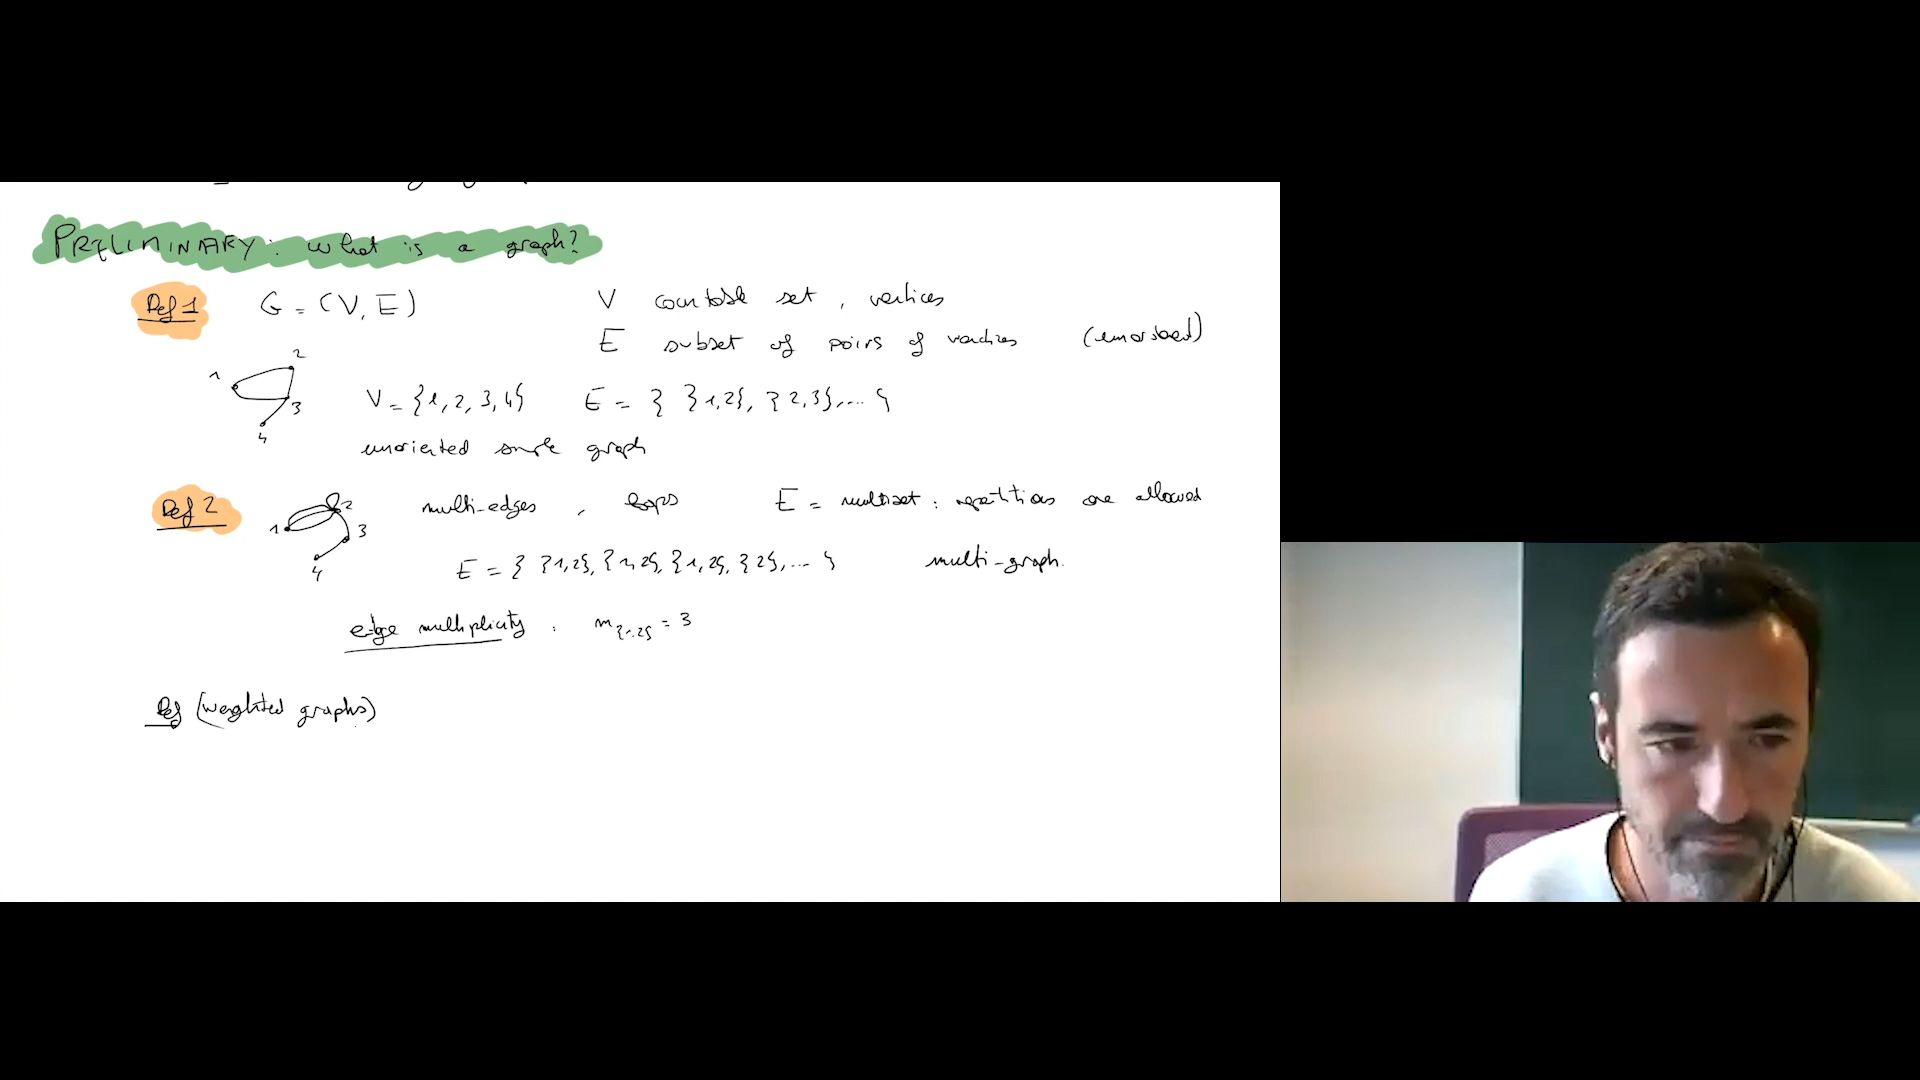 PRELIMINARY: what is a graph?
Def 1 G = (V, E) V countable set, vertices
E subset of pairs of vertices (unordered)
1 2 3 4
V = {1, 2, 3, 4} E = { {1,2}, {2,3}, ... }
unoriented simple graph
Def 2 multi-edges, loops E = multiset: repetitions are allowed
1 2 3 4
E = { {1,2}, {1,2}, {1,2}, {2}, ... } multi-graph.
edge multiplicity: m{1,2} = 3
Def (weighted graphs)